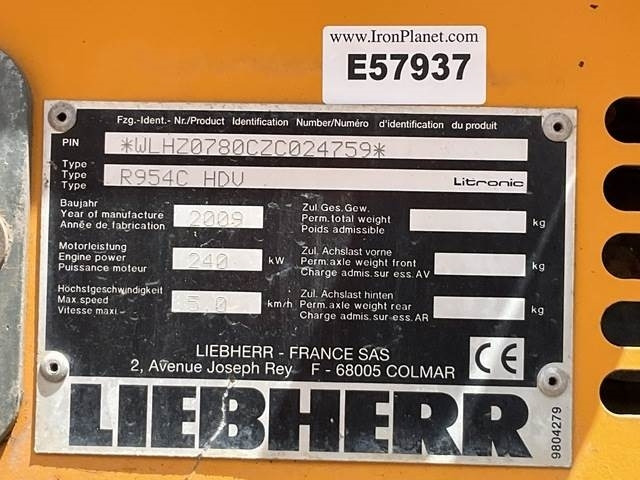 www.IronPlanet.com
E57937
Fzg.-Ident.- Nr./Product Identification Number/Numéro d'identification du produit
PIN *WLHZ0780CZC024759*
Type
Type R954C HDV Litronic
Type
Baujahr
Year of manufacture 2009
Année de fabrication
Zul.Ges.Gew.
Perm.total weight kg
Poids admissible
Motorleistung
Engine power 240 kW
Puissance moteur
Zul. Achslast vorne
Perm.axle weight front kg
Charge admis.sur ess.AV
Höchstgeschwindigkeit
Max.speed 5.0 km/h
Vitesse maxi
Zul. Achslast hinten
Perm.axle weight rear kg
Charge admis.sur ess.AR
LIEBHERR - FRANCE SAS
2, Avenue Joseph Rey F - 68005 COLMAR
CE
LIEBHERR
9804279